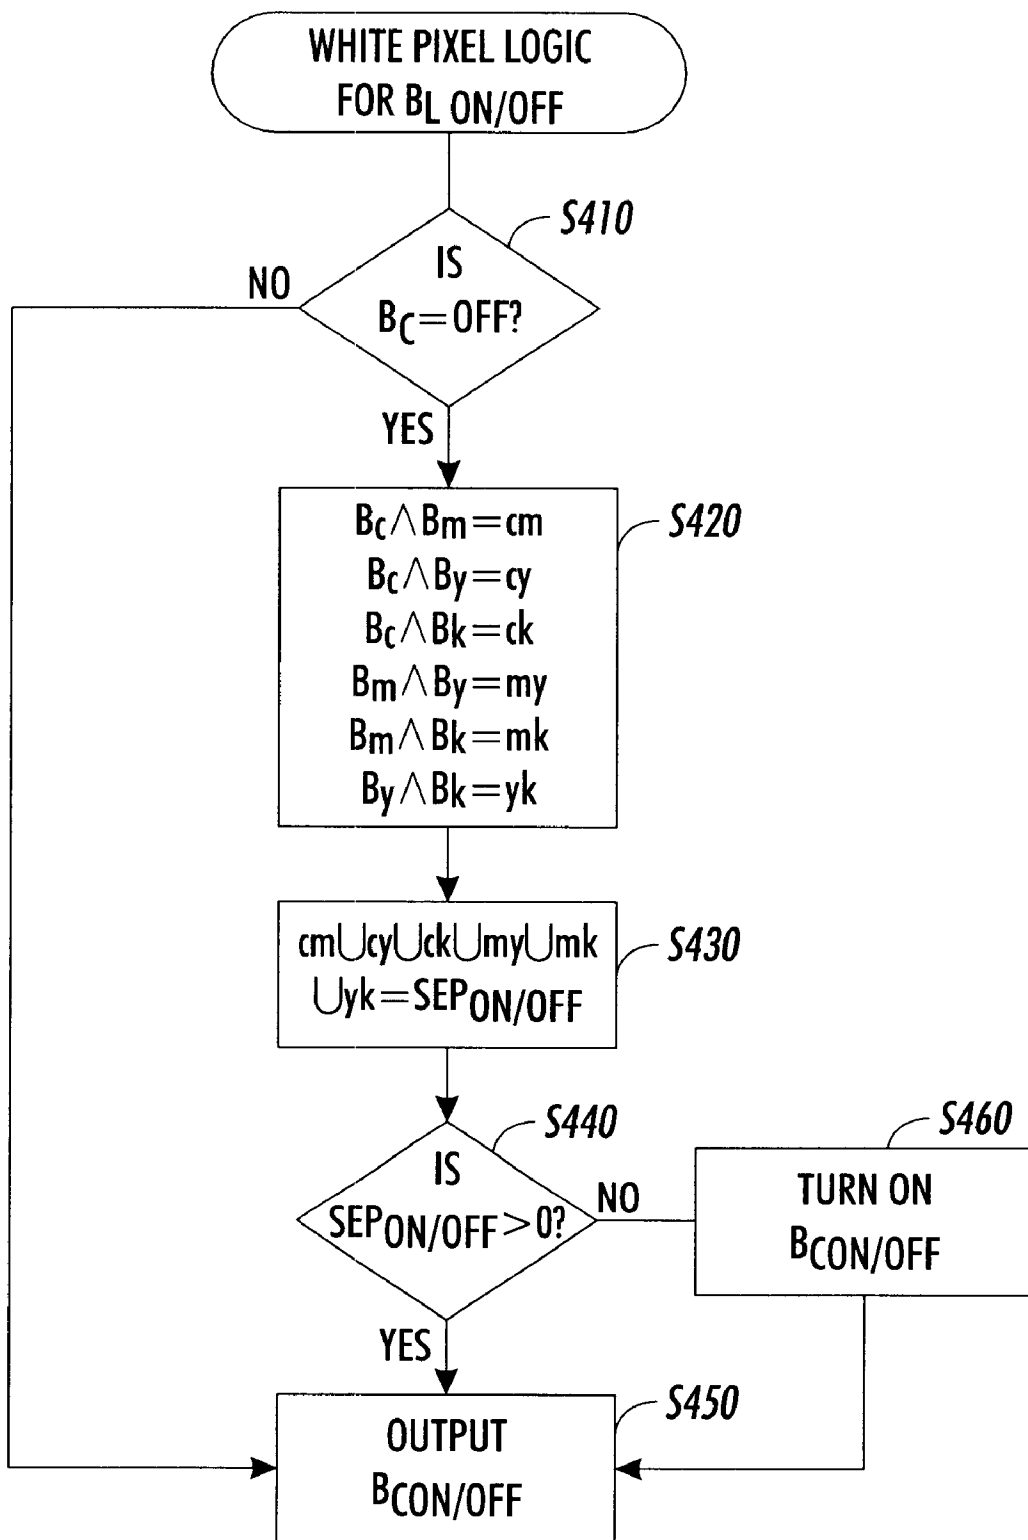 WHITE PIXEL LOGIC
FOR BL ON/OFF
S410
IS
BC=OFF?
NO
YES
S420
Bc∧Bm=cm
Bc∧By=cy
Bc∧Bk=ck
Bm∧By=my
Bm∧Bk=mk
By∧Bk=yk
S430
cm∪cy∪ck∪my∪mk
∪yk=SEPON/OFF
S440
IS
SEPON/OFF>0?
NO
S460
TURN ON
BCON/OFF
YES
S450
OUTPUT
BCON/OFF